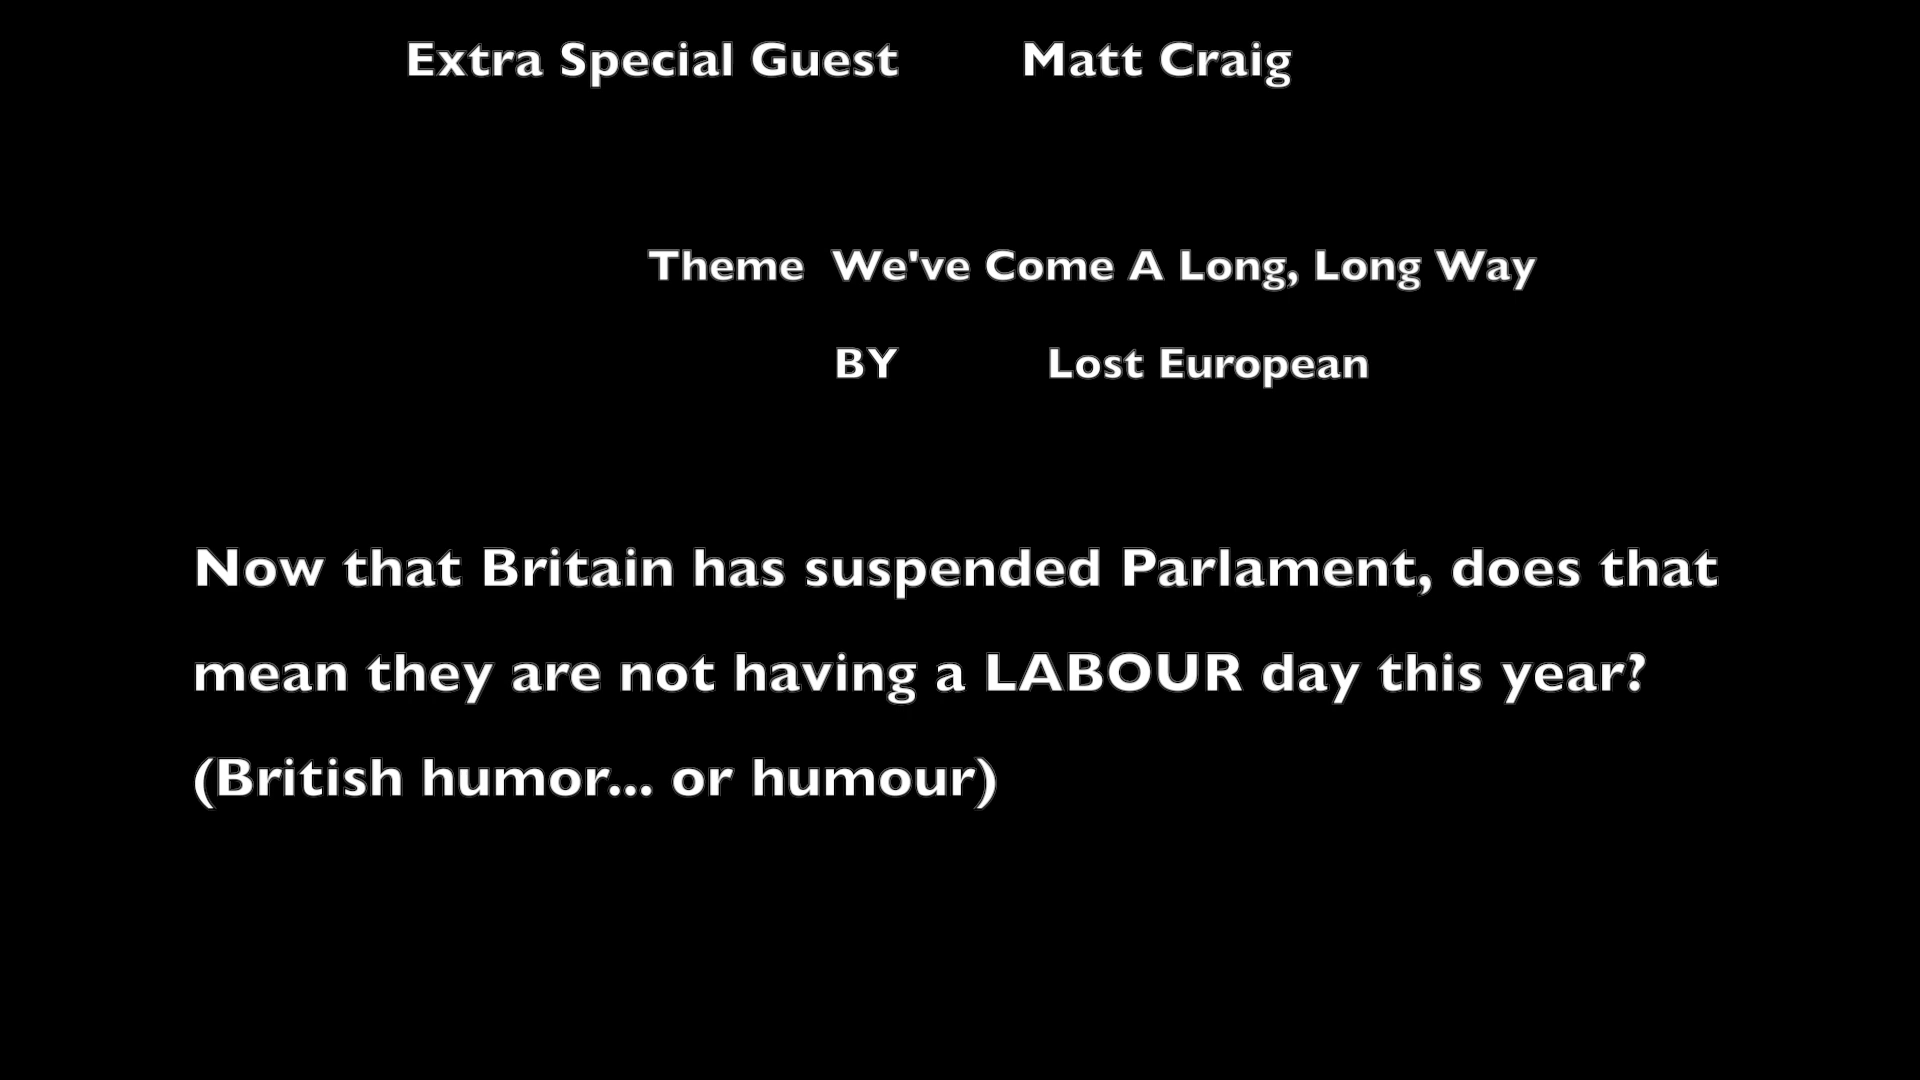 Extra Special Guest Matt Craig
Theme We've Come A Long, Long Way
BY Lost European
Now that Britain has suspended Parlament, does that
mean they are not having a LABOUR day this year?
(British humor... or humour)